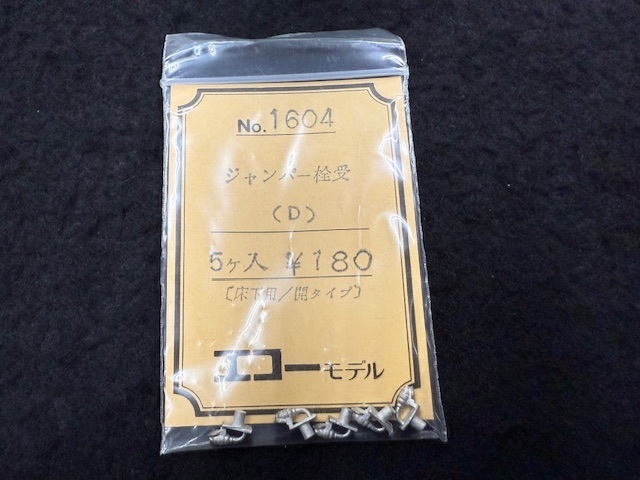 No.1604
ジャンパー栓受
(D)
5ヶ入 ¥180
〔床下用/開タイプ〕
エコーモデル